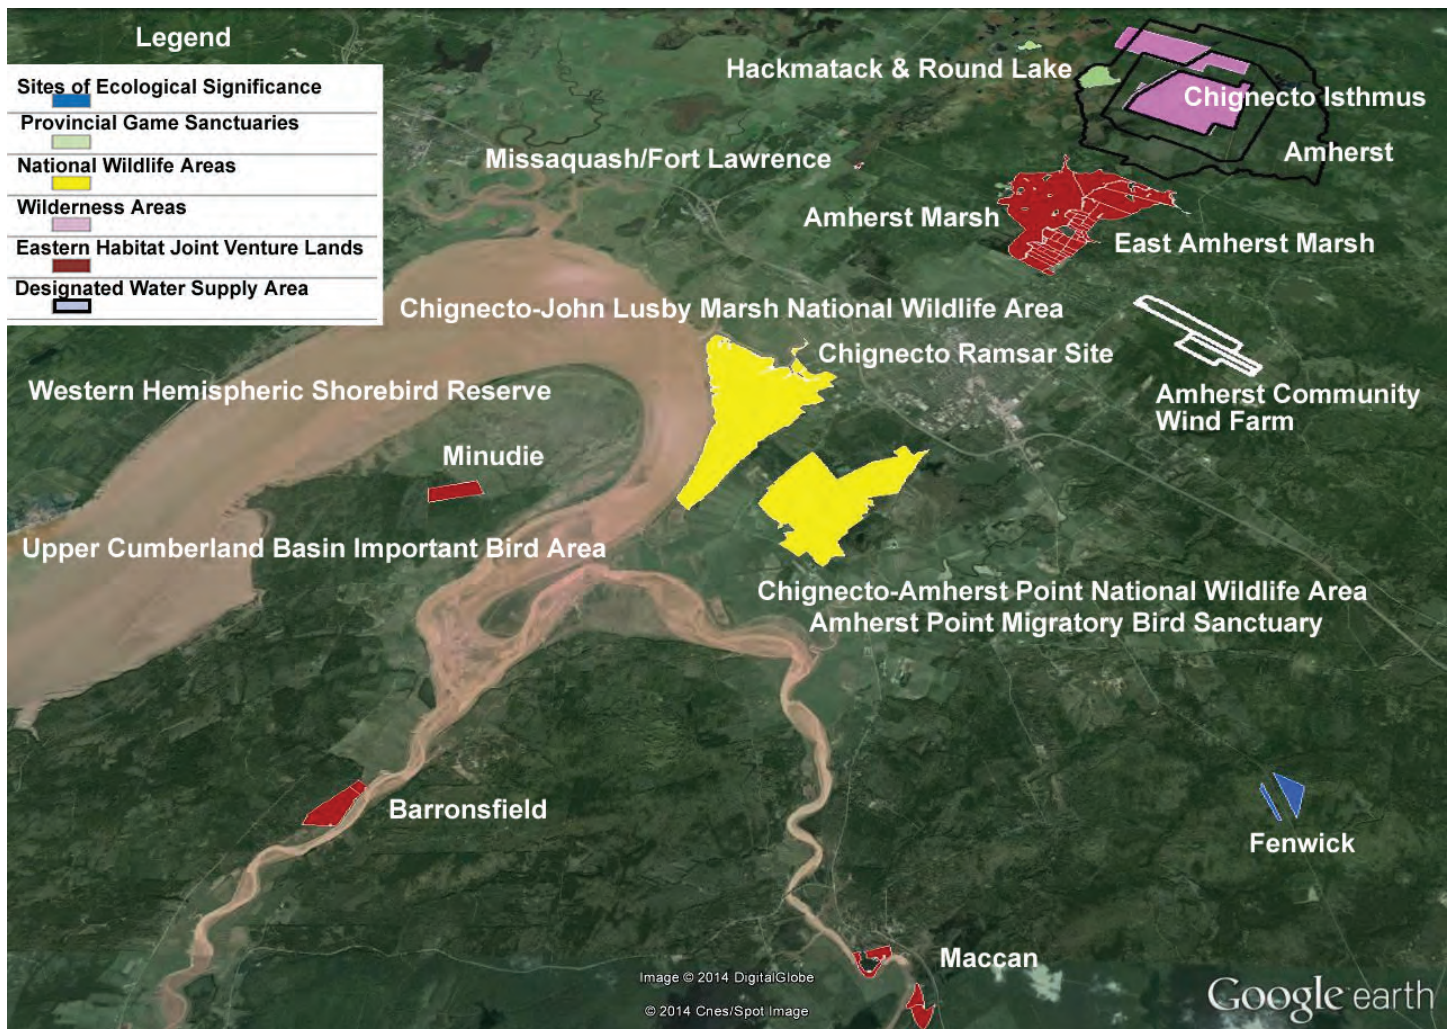 Legend
Sites of Ecological Significance
Provincial Game Sanctuaries
National Wildlife Areas
Wilderness Areas
Eastern Habitat Joint Venture Lands
Designated Water Supply Area
Hackmatack & Round Lake
Chignecto Isthmus
Amherst
Missaquash/Fort Lawrence
Amherst Marsh
East Amherst Marsh
Chignecto-John Lusby Marsh National Wildlife Area
Chignecto Ramsar Site
Western Hemispheric Shorebird Reserve
Amherst Community
Wind Farm
Minudie
Upper Cumberland Basin Important Bird Area
Chignecto-Amherst Point National Wildlife Area
Amherst Point Migratory Bird Sanctuary
Barronsfield
Fenwick
Maccan
Image © 2014 DigitalGlobe
© 2014 Cnes/Spot Image
Google earth